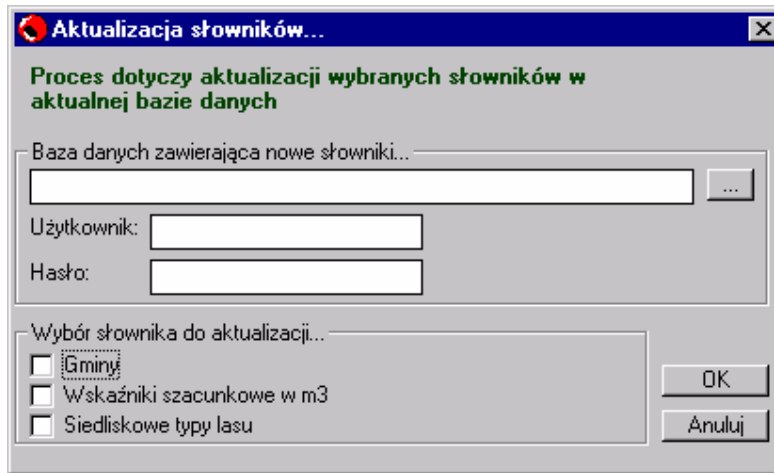 Aktualizacja słowników...
Proces dotyczy aktualizacji wybranych słowników w
aktualnej bazie danych
Baza danych zawierająca nowe słowniki...
...
Użytkownik:
Hasło:
Wybór słownika do aktualizacji...
Gminy
Wskaźniki szacunkowe w m3
Siedliskowe typy lasu
OK
Anuluj